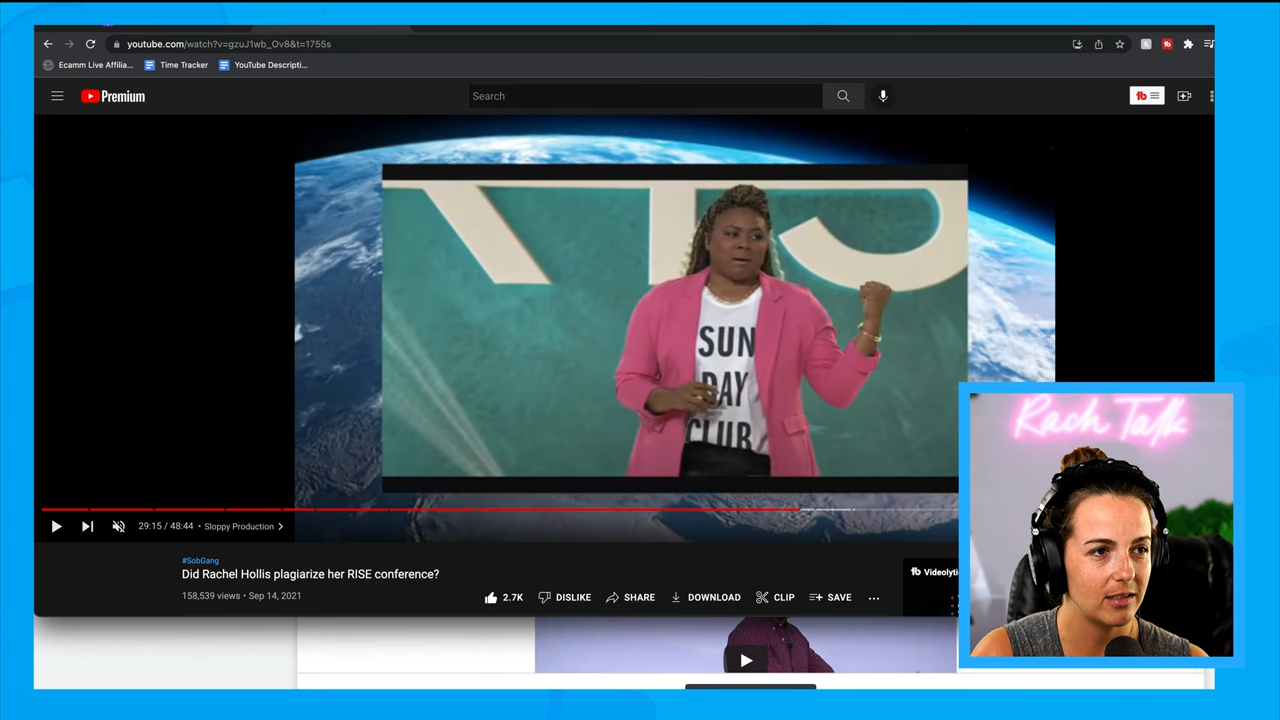 youtube.com/watch?v=gzuJ1wb_Ov8&t=1755s
Ecamm Live Affilia... Time Tracker YouTube Descripti...
Premium
Search
SUN
DAY
CLUB
Rach Talk
29:15 / 48:44 • Sloppy Production
#SobGang
Did Rachel Hollis plagiarize her RISE conference?
158,539 views • Sep 14, 2021
2.7K DISLIKE SHARE DOWNLOAD CLIP SAVE
Videolytic